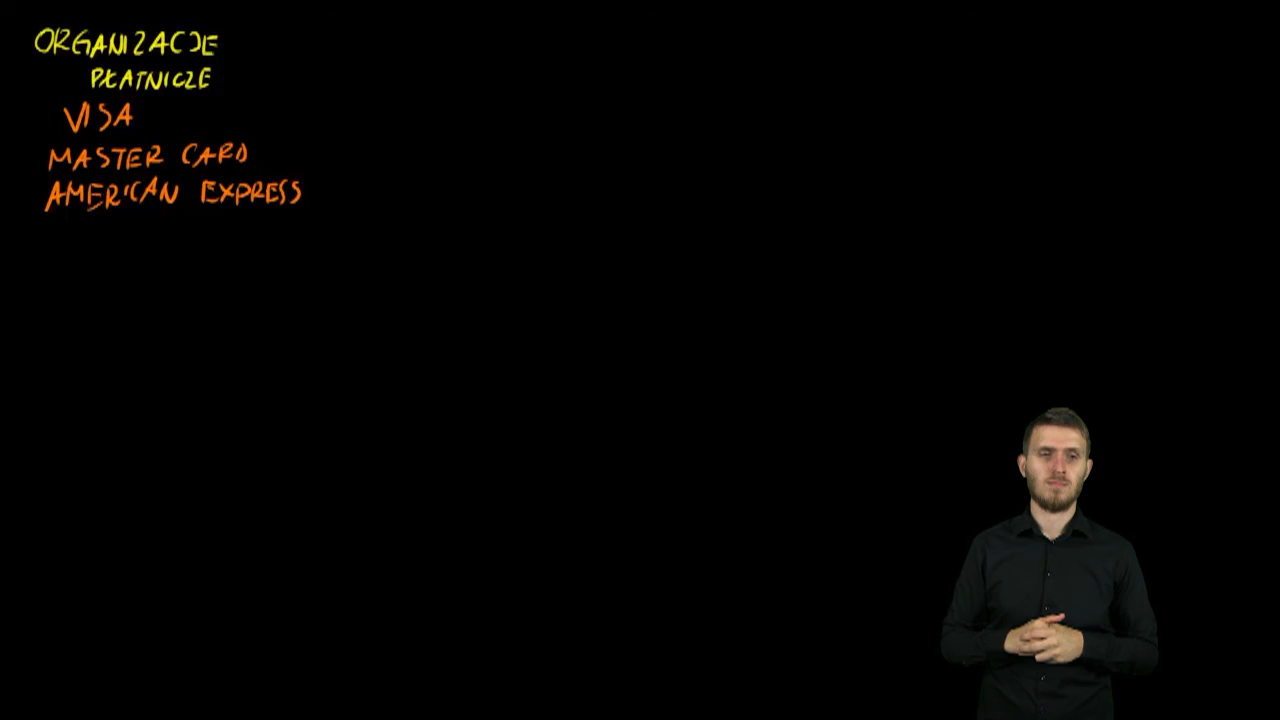 ORGANIZACJE
PŁATNICZE
VISA
MASTER CARD
AMERICAN EXPRESS